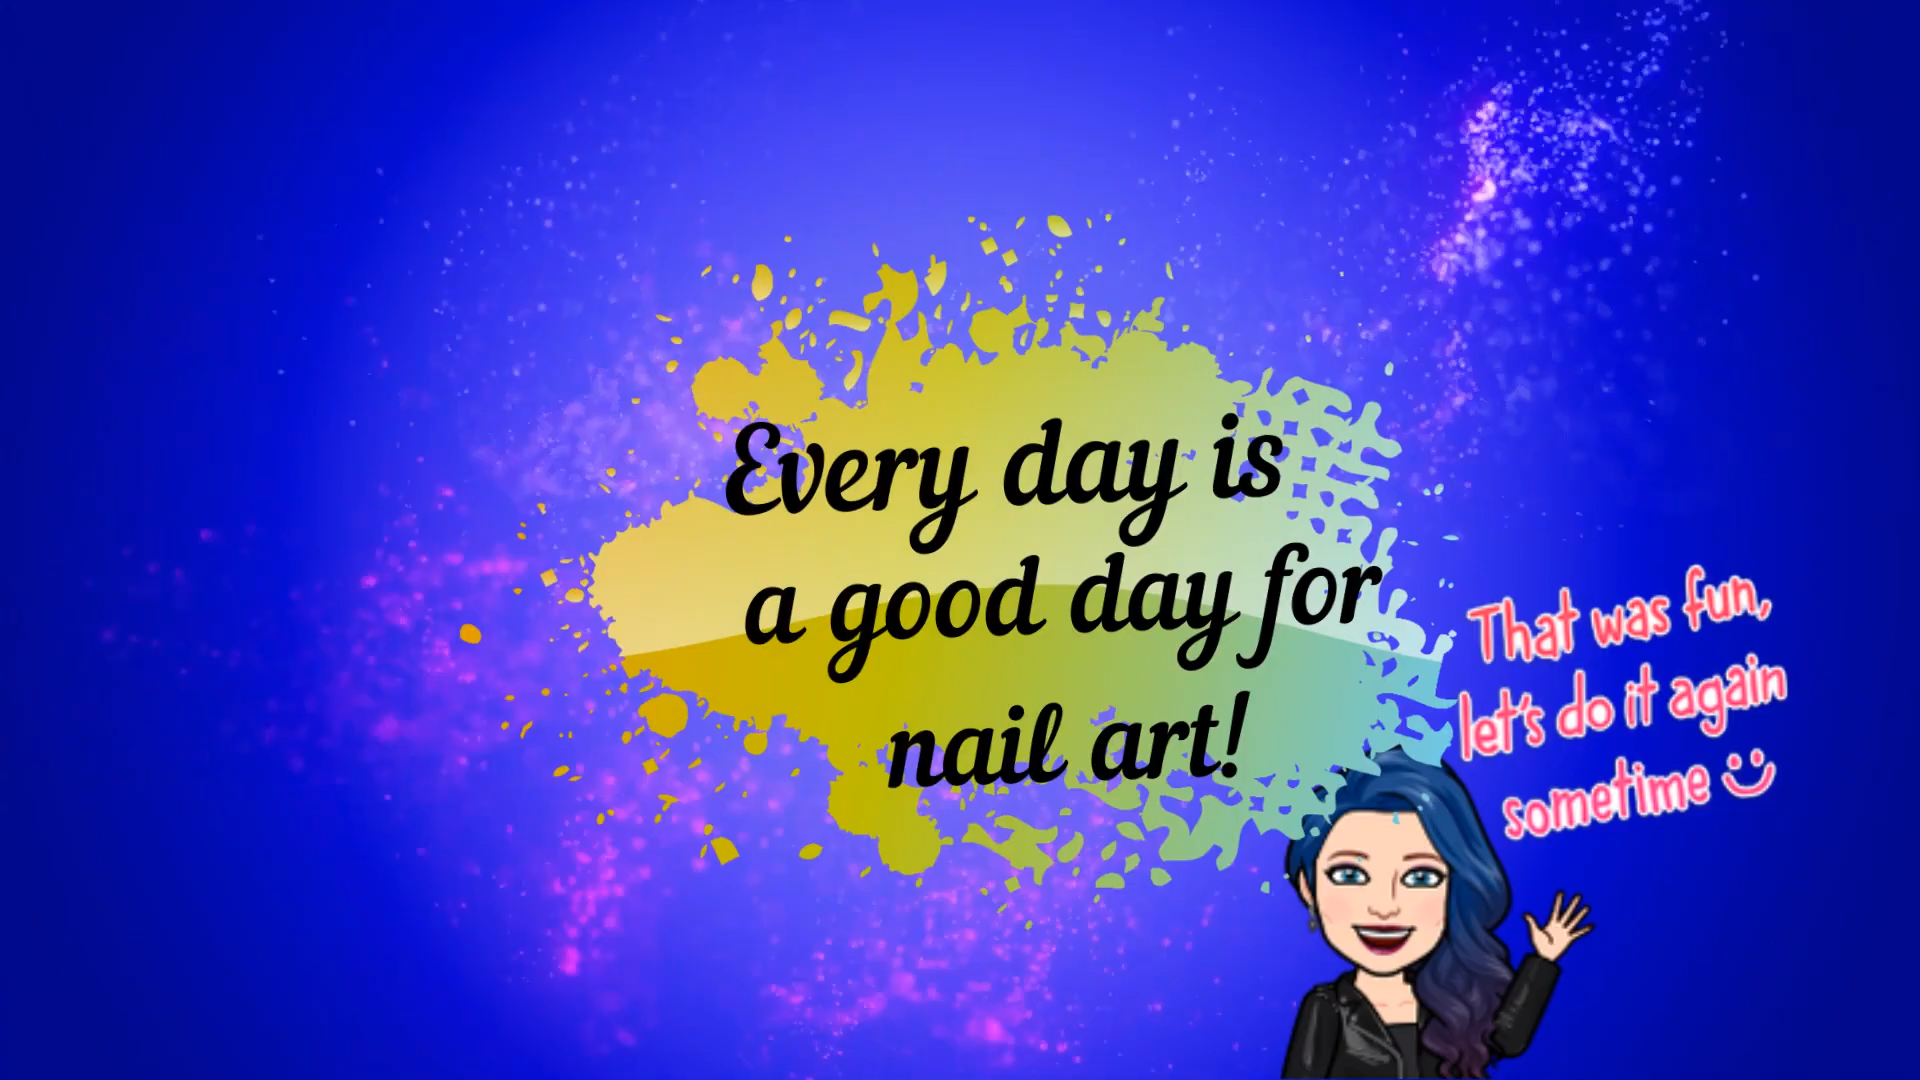 Every day is
a good day for
nail art!
That was fun,
let's do it again
sometime